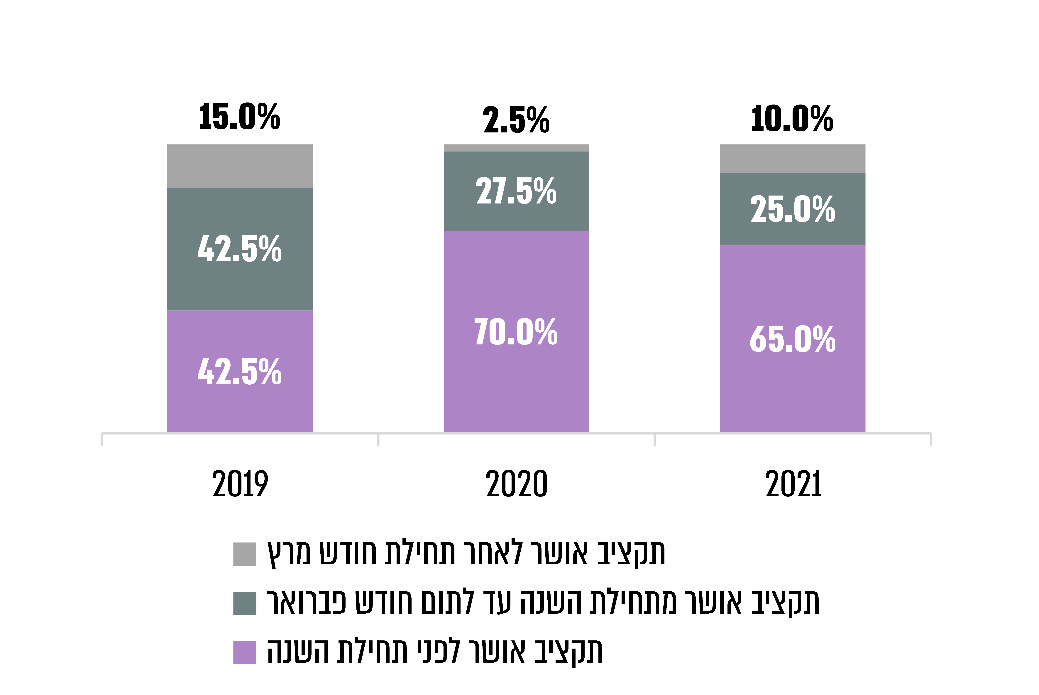 15.0% 2.5% 10.0%
27.5%
25.0%
42.5%
70.0%
65.0%
42.5%
2019 2020 2021
תקציב אושר לאחר תחילת חודש מרץ
תקציב אושר מתחילת השנה עד לתום חודש פברואר
תקציב אושר לפני תחילת השנה